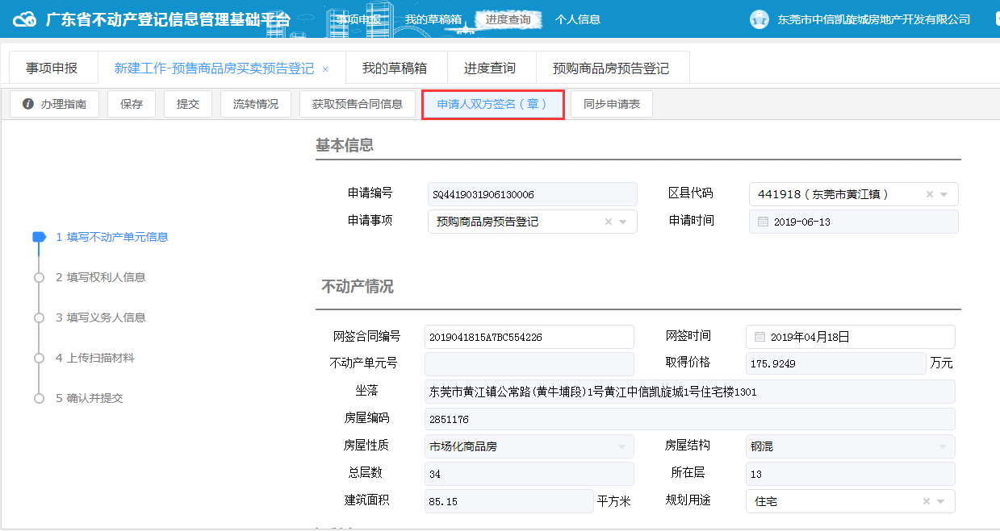 广东省不动产登记信息管理基础平台 事项申报 我的草稿箱 进度查询 个人信息 东莞市中信凯旋城房地产开发有限公司
事项申报 新建工作-预售商品房买卖预告登记 × 我的草稿箱 进度查询 预购商品房预告登记
办理指南 保存 提交 流转情况 获取预售合同信息 申请人双方签名（章） 同步申请表
基本信息
申请编号 SQ4419031906130006 区县代码 441918（东莞市黄江镇）
申请事项 预购商品房预告登记 申请时间 2019-06-13
1 填写不动产单元信息
2 填写权利人信息
3 填写义务人信息
4 上传扫描材料
5 确认并提交
不动产情况
网签合同编号 2019041815A7BC554226 网签时间 2019年04月18日
不动产单元号 取得价格 175.9249 万元
坐落 东莞市黄江镇公常路(黄牛埔段)1号黄江中信凯旋城1号住宅楼1301
房屋编码 2851176
房屋性质 市场化商品房 房屋结构 钢混
总层数 34 所在层 13
建筑面积 85.15 平方米 规划用途 住宅